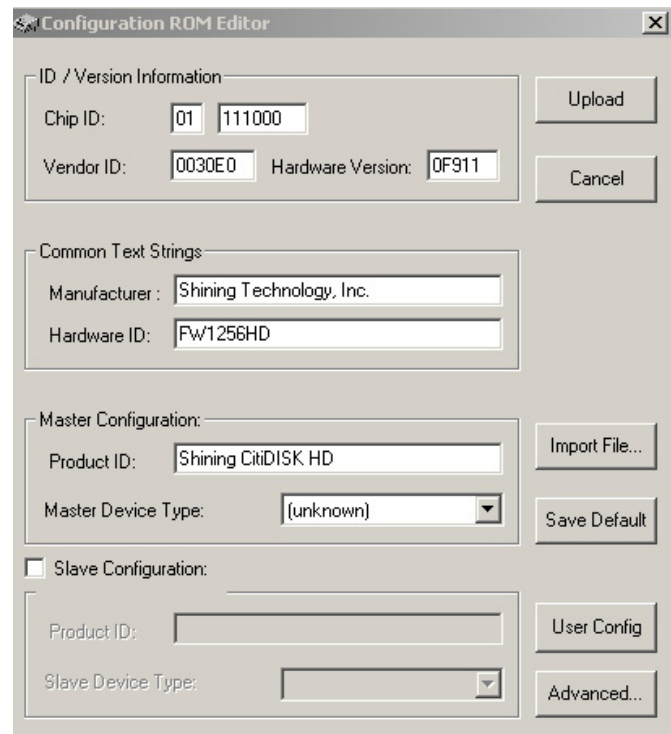 Configuration ROM Editor
ID / Version Information
Upload
Chip ID: 01 111000
Vendor ID: 0030E0 Hardware Version: 0F911
Cancel
Common Text Strings
Manufacturer : Shining Technology, Inc.
Hardware ID: FW1256HD
Master Configuration:
Import File...
Product ID: Shining CitiDISK HD
Master Device Type: (unknown)
Save Default
Slave Configuration:
Product ID:
User Config
Slave Device Type:
Advanced...